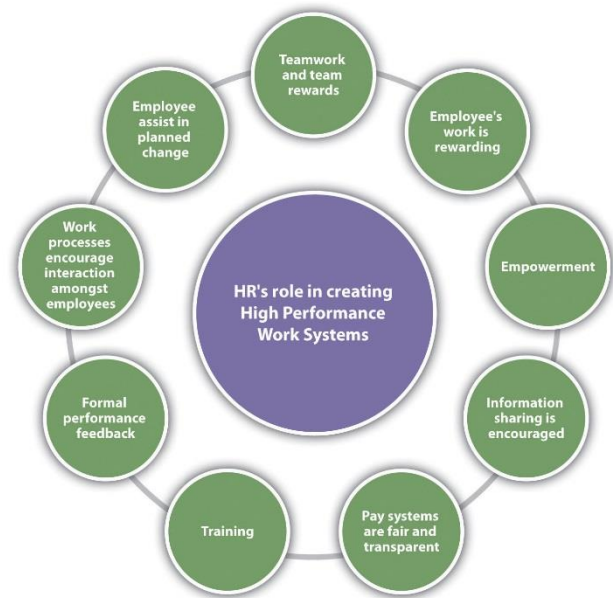 Teamwork
and team
rewards
Employee's
work is
rewarding
Empowerment
Information
sharing is
encouraged
Pay systems
are fair and
transparent
Training
Formal
performance
feedback
Work
processes
encourage
interaction
amongst
employees
Employee
assist in
planned
change
HR's role in creating
High Performance
Work Systems